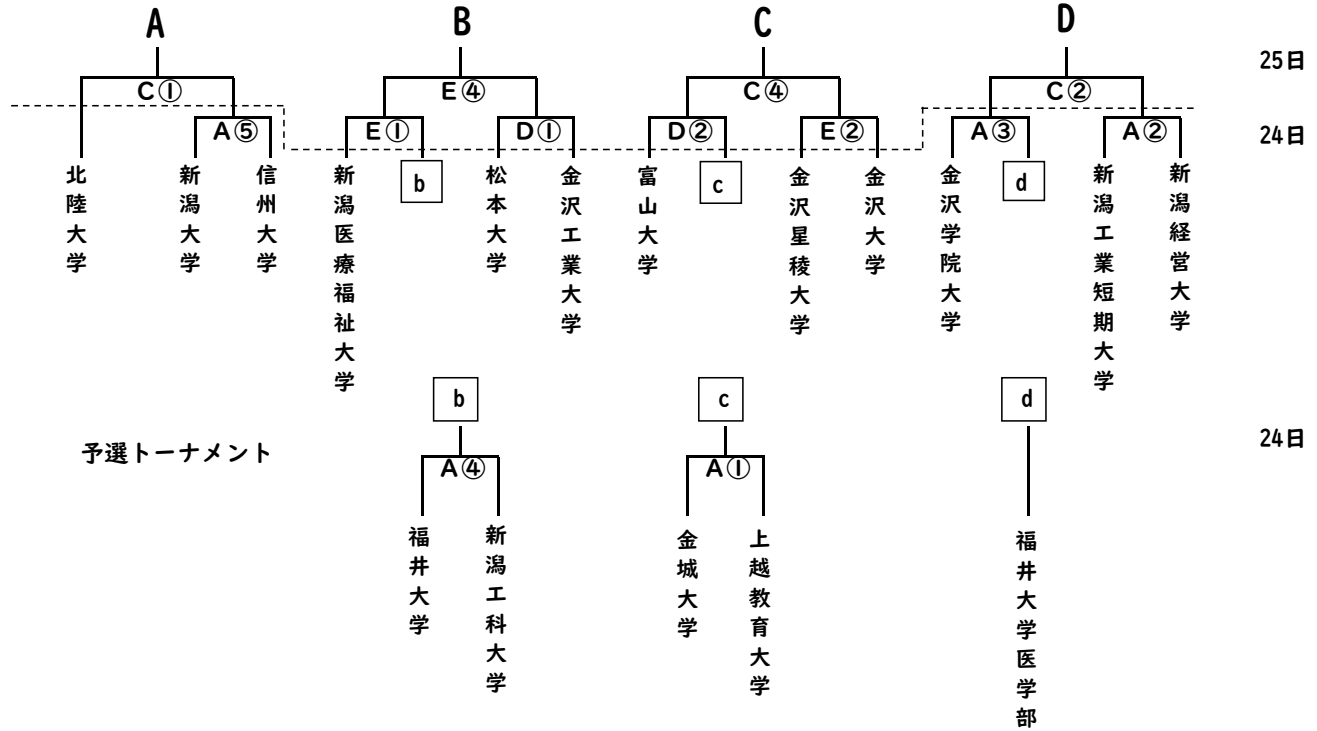 A
B
C
D
25日
C①
E④
C④
C②
A⑤
E①
D①
D②
E②
A③
A②
24日
北陸大学
新潟大学
信州大学
新潟医療福祉大学
b
松本大学
金沢工業大学
富山大学
c
金沢星稜大学
金沢大学
金沢学院大学
d
新潟工業短期大学
新潟経営大学
b
c
d
予選トーナメント
24日
A④
A①
福井大学
新潟工科大学
金城大学
上越教育大学
福井大学医学部